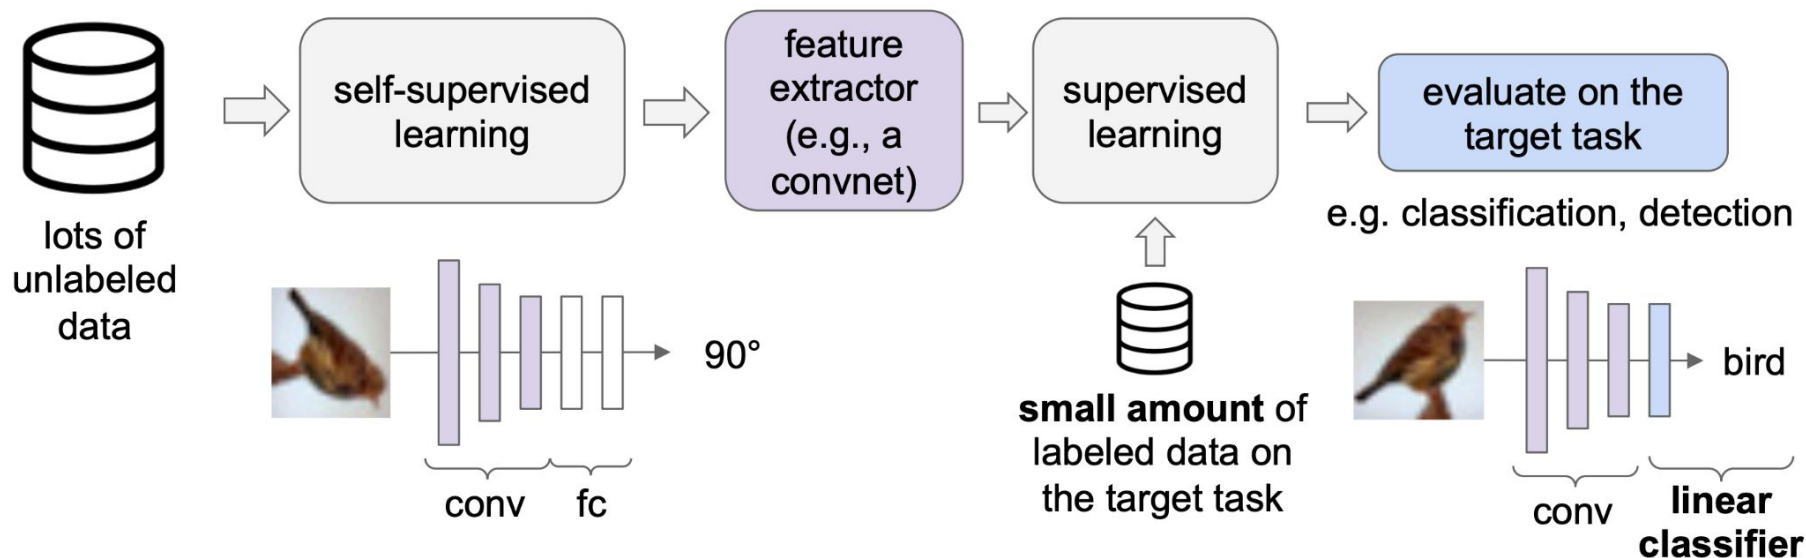 lots of
unlabeled
data
self-supervised
learning
feature
extractor
(e.g., a
convnet)
supervised
learning
evaluate on the
target task
e.g. classification, detection
90°
conv
fc
small amount of
labeled data on
the target task
bird
conv
linear
classifier